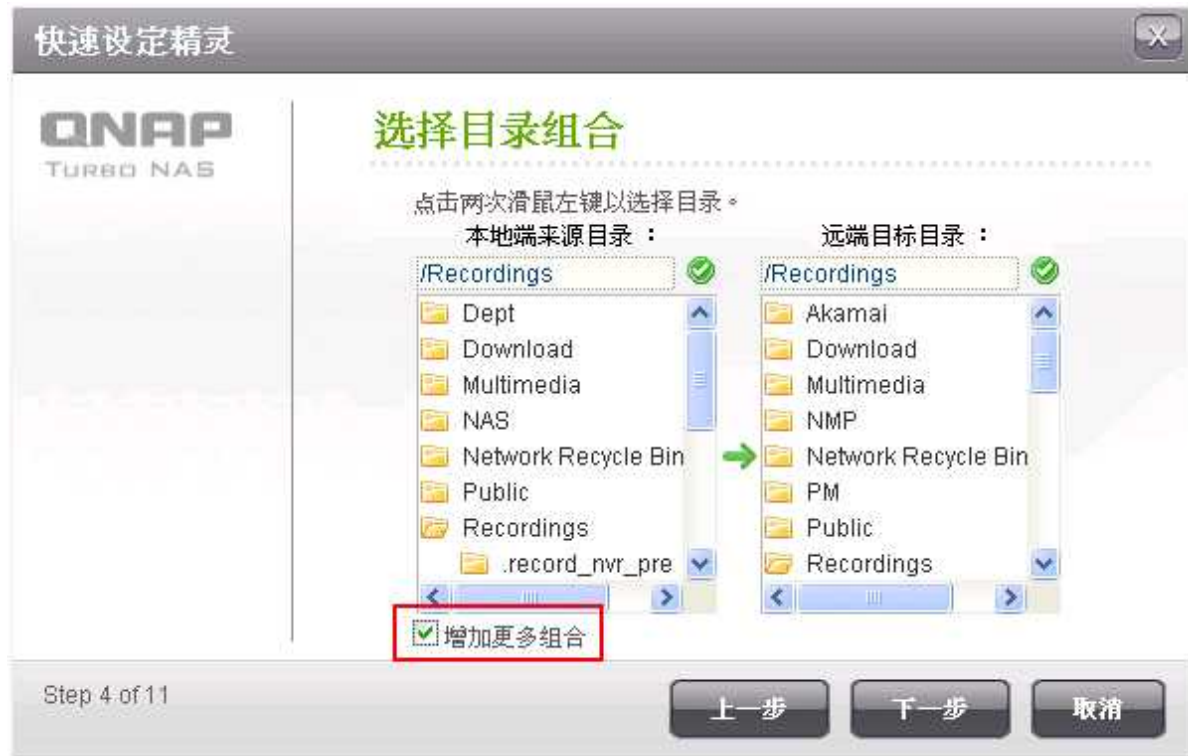 快速设定精灵
X
QNAP
TURBO NAS
选择目录组合
点击两次滑鼠左键以选择目录。
本地端来源目录：
/Recordings
Dept
Download
Multimedia
NAS
Network Recycle Bin
Public
Recordings
.record_nvr_pre
远端目标目录：
/Recordings
Akamai
Download
Multimedia
NMP
Network Recycle Bin
PM
Public
Recordings
增加更多组合
Step 4 of 11
上一步
下一步
取消